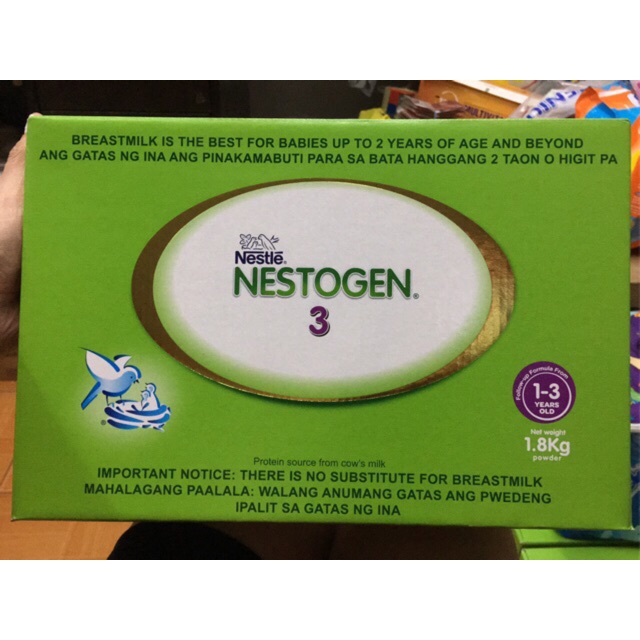 BREASTMILK IS THE BEST FOR BABIES UP TO 2 YEARS OF AGE AND BEYOND
ANG GATAS NG INA ANG PINAKAMABUTI PARA SA BATA HANGGANG 2 TAON O HIGIT PA
Nestlé®
NESTOGEN®
3
Follow-up Formula From
1-3
YEARS
OLD
Net weight
1.8Kg
powder
Protein source from cow's milk
IMPORTANT NOTICE: THERE IS NO SUBSTITUTE FOR BREASTMILK
MAHALAGANG PAALALA: WALANG ANUMANG GATAS ANG PWEDENG
IPALIT SA GATAS NG INA